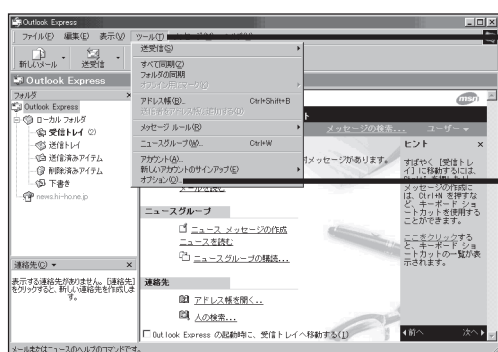 Outlook Express
ファイル(F) 編集(E) 表示(V) ツール(T)
新しいメール 送受信
Outlook Express
フォルダ
Outlook Express
ローカル フォルダ
受信トレイ (2)
送信トレイ
送信済みアイテム
削除済みアイテム
下書き
news.hi-ho.ne.jp
連絡先(C)
表示する連絡先がありません。[連絡先]
をクリックすると、新しい連絡先を作成しま
す。
送受信(S)
すべて同期(Z)
フォルダの同期
アドレス帳(B)... Ctrl+Shift+B
メッセージ ルール(R)
ニュースグループ(W)... Ctrl+W
アカウント(A)...
新しいアカウントのサインアップ(E)
オプション(O)...
msn
メッセージの検索... ユーザー
メッセージがあります。
メールを読む
ニュースグループ
ニュース メッセージの作成
ニュースを読む
ニュースグループの購読...
連絡先
アドレス帳を開く...
人の検索...
Outlook Express の起動時に、受信トレイへ移動する(I)
ヒント
すばやく [受信トレ
イ] に移動するには、
メッセージの作成に
は、Ctrl+N を押すな
ど、キーボード ショ
ートカットを使用する
ことができます。
ここをクリックする
と、キーボード ショ
ートカットの一覧が表
示されます。
前へ 次へ
メールまたはニュースのヘルプのコマンドです。